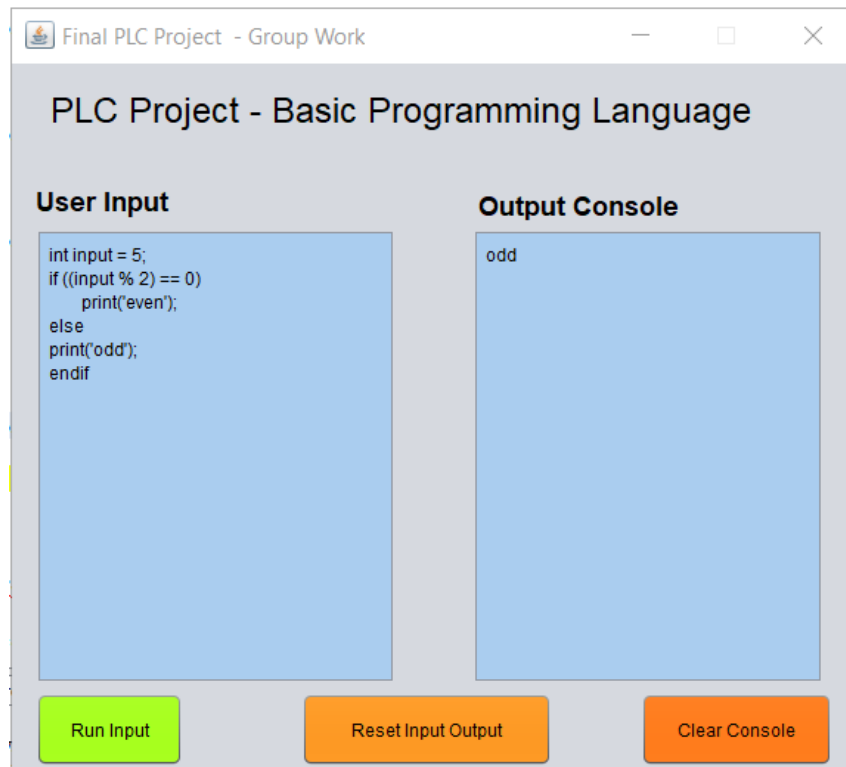 Final PLC Project - Group Work
PLC Project - Basic Programming Language
User Input
int input = 5;
if ((input % 2) == 0)
print('even');
else
print('odd');
endif
Output Console
odd
Run Input
Reset Input Output
Clear Console